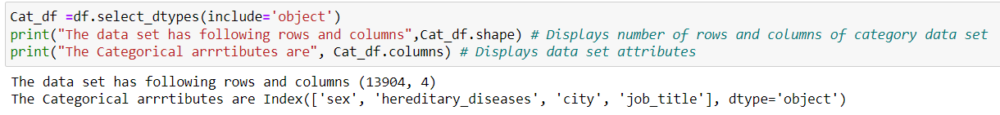 Cat_df =df.select_dtypes(include='object')
print("The data set has following rows and columns",Cat_df.shape) # Displays number of rows and columns of category data set
print("The Categorical arrrtibutes are", Cat_df.columns) # Displays data set attributes
The data set has following rows and columns (13904, 4)
The Categorical arrrtibutes are Index(['sex', 'hereditary_diseases', 'city', 'job_title'], dtype='object')